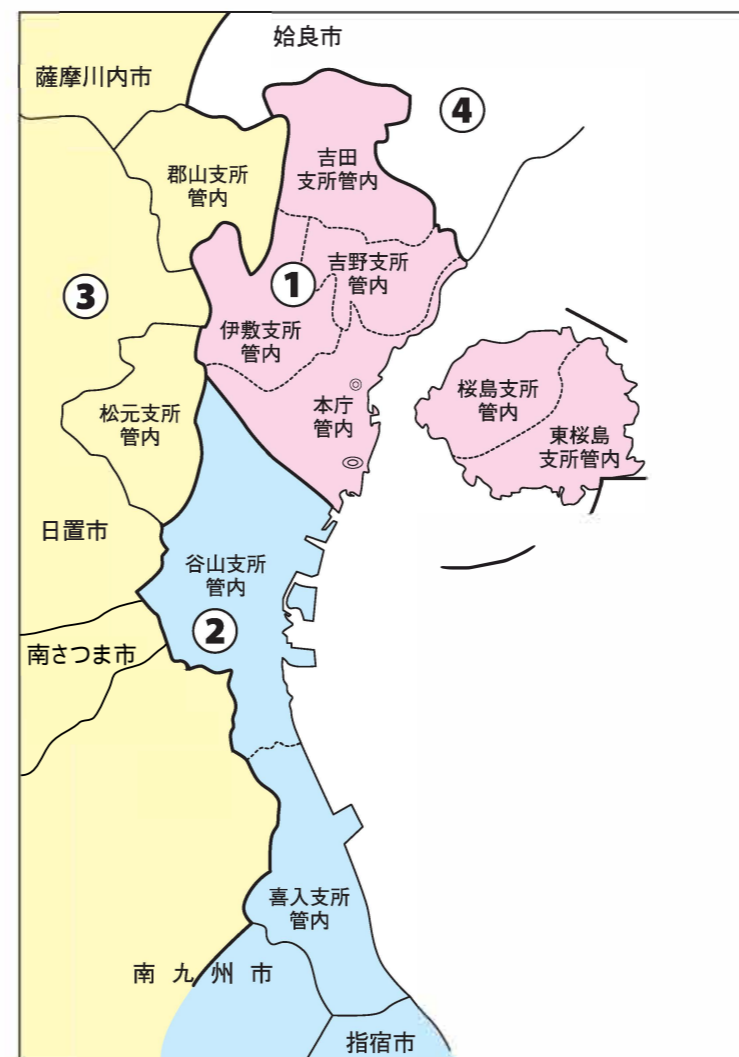 姶良市
薩摩川内市
④
吉田
支所管内
郡山支所
管内
吉野支所
管内
①
③
伊敷支所
管内
桜島支所
管内
本庁
管内
松元支所
管内
東桜島
支所管内
日置市
谷山支所
管内
②
南さつま市
喜入支所
管内
南九州市
指宿市